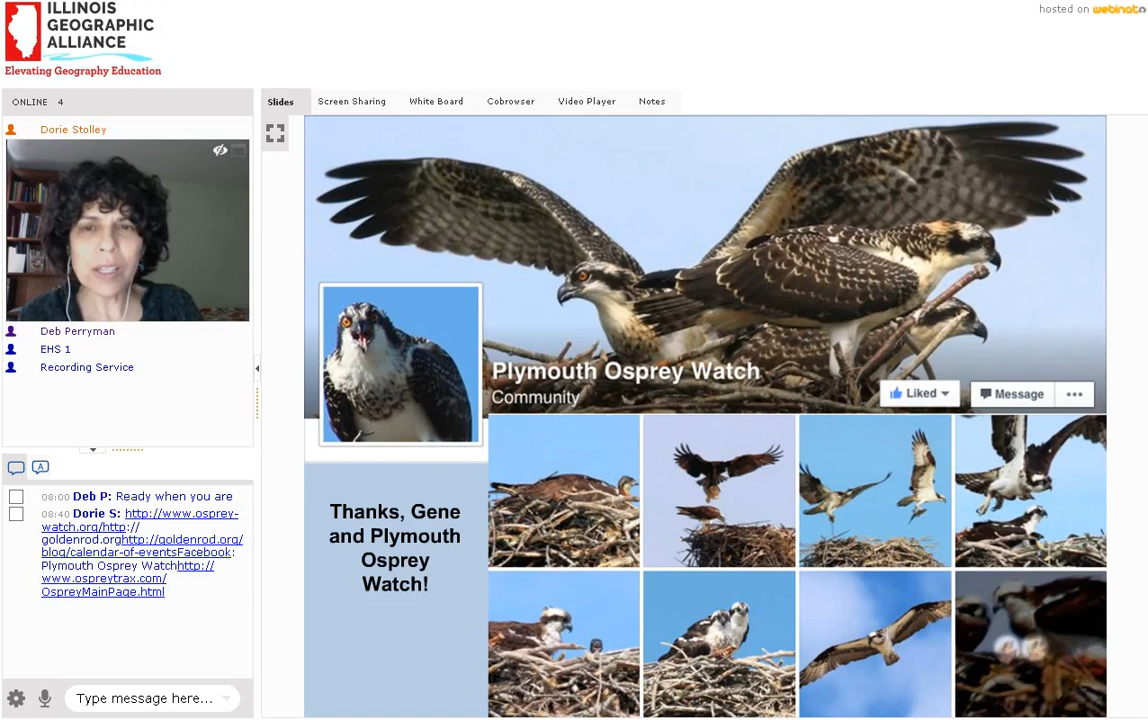 ILLINOIS
GEOGRAPHIC
ALLIANCE
Elevating Geography Education
hosted on webinato
ONLINE 4
Dorie Stolley
Deb Perryman
EHS 1
Recording Service
08:00 Deb P: Ready when you are
08:40 Dorie S: http://www.osprey-
watch.org/http://
goldenrod.orghttp://goldenrod.org/
blog/calendar-of-eventsFacebook:
Plymouth Osprey Watchhttp://
www.ospreytrax.com/
OspreyMainPage.html
Type message here...
Slides Screen Sharing White Board Cobrowser Video Player Notes
Plymouth Osprey Watch
Community
Liked Message ...
Thanks, Gene
and Plymouth
Osprey
Watch!